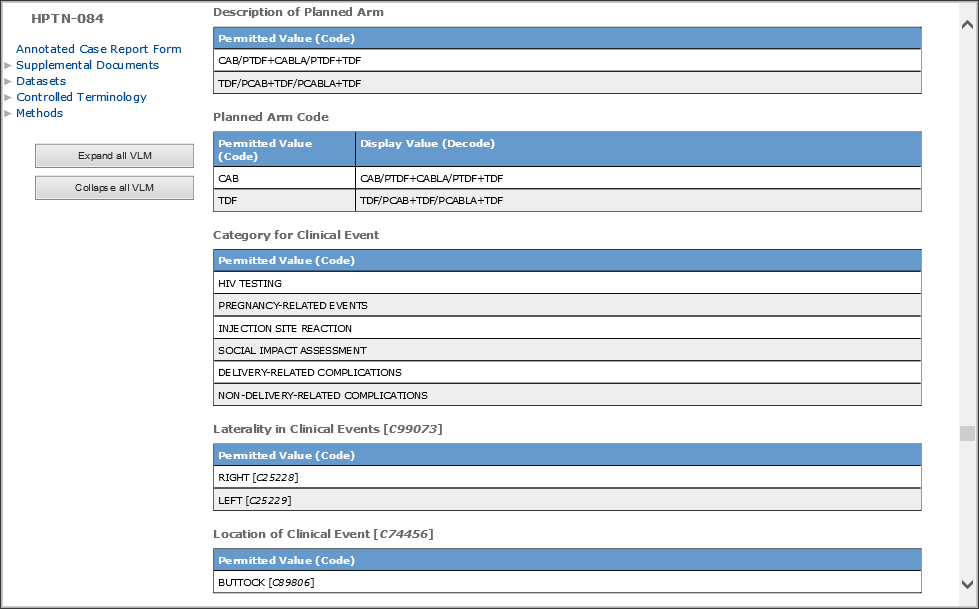 HPTN-084
Annotated Case Report Form
Supplemental Documents
Datasets
Controlled Terminology
Methods
Expand all VLM
Collapse all VLM
Description of Planned Arm
Permitted Value (Code)
CAB/PTDF+CABLA/PTDF+TDF
TDF/PCAB+TDF/PCABLA+TDF
Planned Arm Code
Permitted Value (Code) Display Value (Decode)
CAB CAB/PTDF+CABLA/PTDF+TDF
TDF TDF/PCAB+TDF/PCABLA+TDF
Category for Clinical Event
Permitted Value (Code)
HIV TESTING
PREGNANCY-RELATED EVENTS
INJECTION SITE REACTION
SOCIAL IMPACT ASSESSMENT
DELIVERY-RELATED COMPLICATIONS
NON-DELIVERY-RELATED COMPLICATIONS
Laterality in Clinical Events [C99073]
Permitted Value (Code)
RIGHT [C25228]
LEFT [C25229]
Location of Clinical Event [C74456]
Permitted Value (Code)
BUTTOCK [C89806]